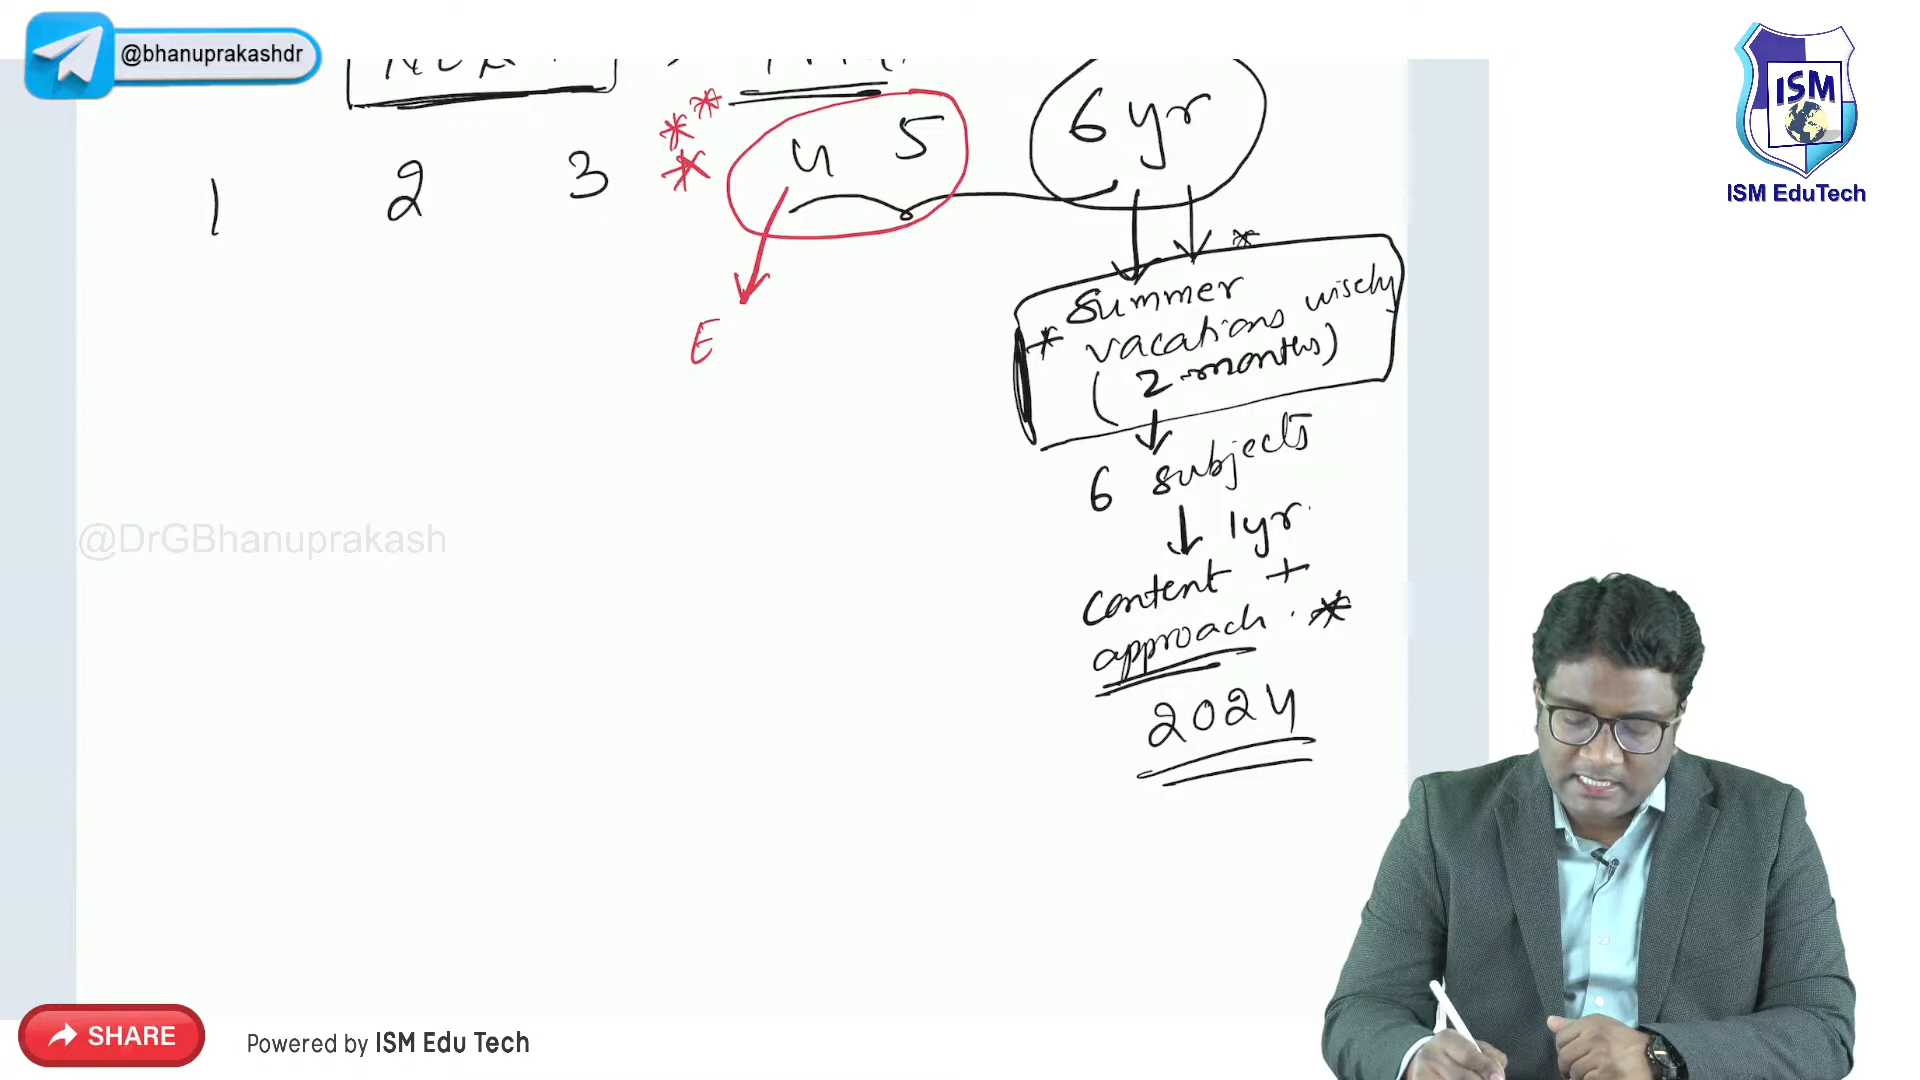 @bhanuprakashdr
ISM
ISM EduTech
1 2 3 4 5 6 yr
E
Summer
vacations wisely
(2 months)
6 subjects
1yr.
content +
approach.
2024
@DrGBhanuprakash
SHARE
Powered by ISM Edu Tech